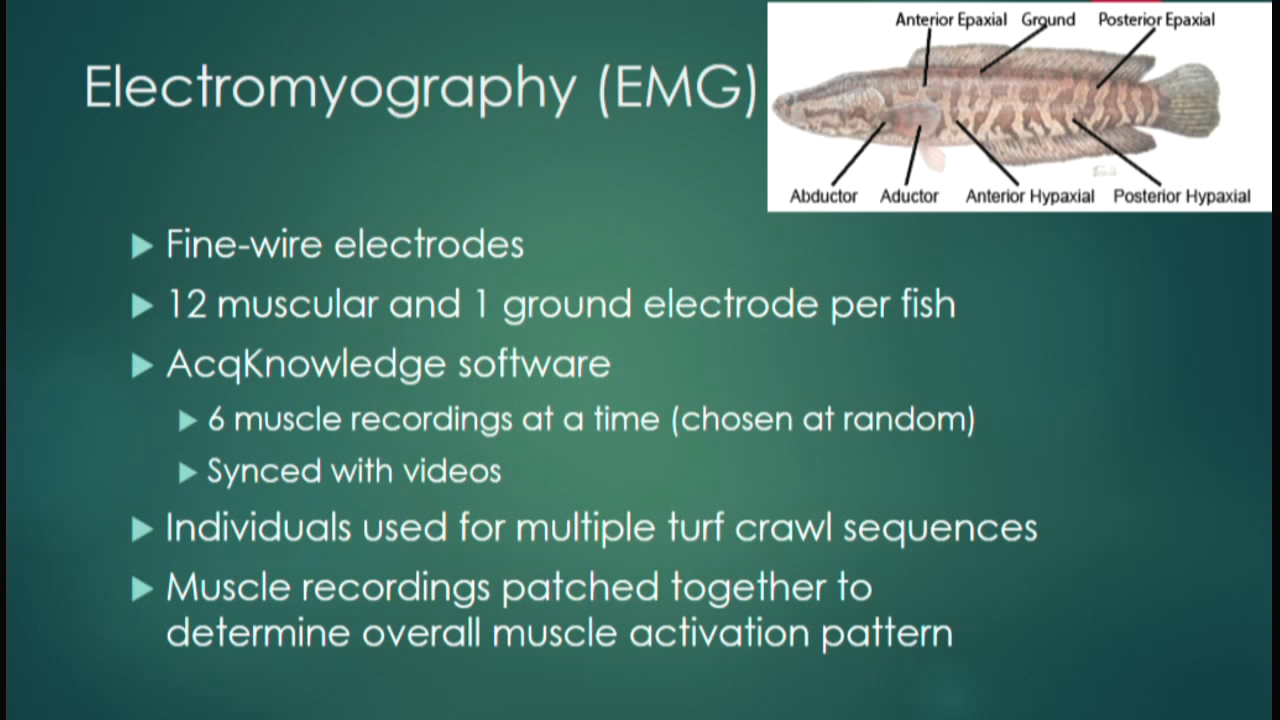 Electromyography (EMG)
Anterior Epaxial Ground Posterior Epaxial
Abductor Aductor Anterior Hypaxial Posterior Hypaxial
Fine-wire electrodes
12 muscular and 1 ground electrode per fish
AcqKnowledge software
6 muscle recordings at a time (chosen at random)
Synced with videos
Individuals used for multiple turf crawl sequences
Muscle recordings patched together to
determine overall muscle activation pattern